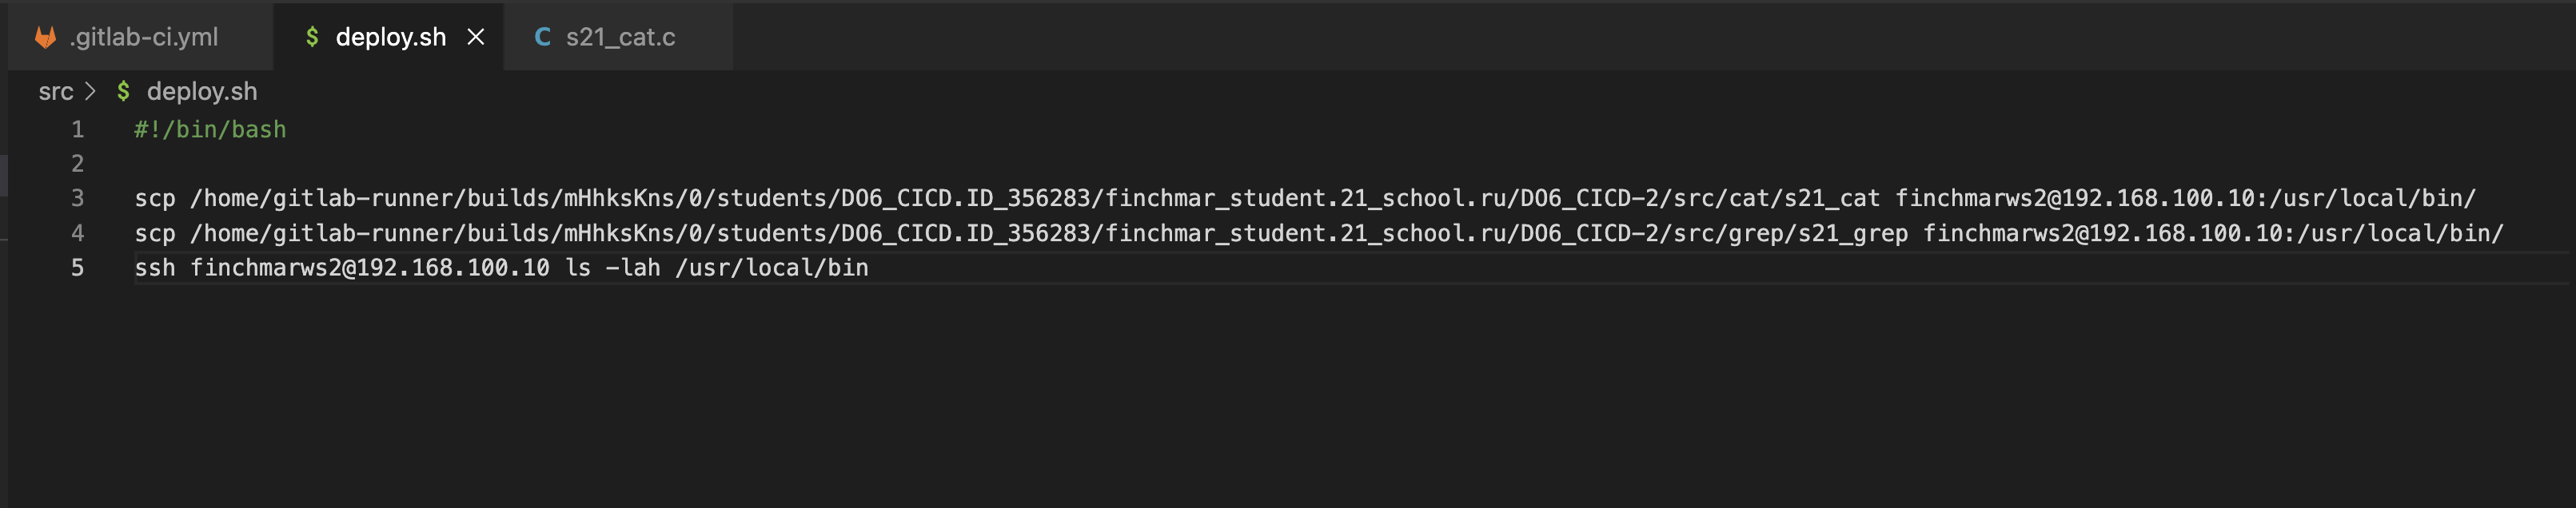 .gitlab-ci.yml $ deploy.sh × C s21_cat.c
src > $ deploy.sh
1 #!/bin/bash
2
3 scp /home/gitlab-runner/builds/mHhksKns/0/students/DO6_CICD.ID_356283/finchmar_student.21_school.ru/DO6_CICD-2/src/cat/s21_cat finchmarws2@192.168.100.10:/usr/local/bin/
4 scp /home/gitlab-runner/builds/mHhksKns/0/students/DO6_CICD.ID_356283/finchmar_student.21_school.ru/DO6_CICD-2/src/grep/s21_grep finchmarws2@192.168.100.10:/usr/local/bin/
5 ssh finchmarws2@192.168.100.10 ls -lah /usr/local/bin